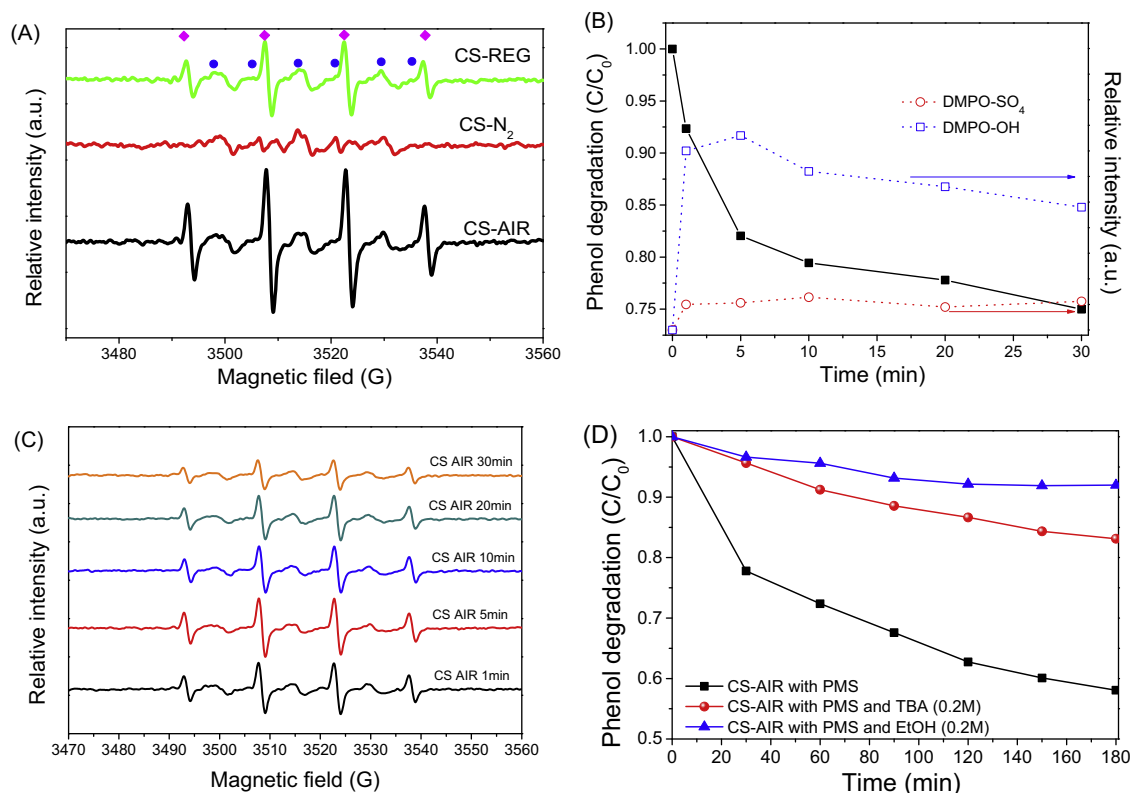 (A)
CS-REG
CS-N2
CS-AIR
Relative intensity (a.u.)
3480 3500 3520 3540 3560
Magnetic filed (G)
(B)
1.00
0.95
0.90
0.85
0.80
0.75
Phenol degradation (C/C0)
DMPO-SO4
DMPO-OH
Relative intensity (a.u.)
0 5 10 15 20 25 30
Time (min)
(C)
CS AIR 30min
CS AIR 20min
CS AIR 10min
CS AIR 5min
CS AIR 1min
Relative intensity (a.u.)
3470 3480 3490 3500 3510 3520 3530 3540 3550 3560
Magnetic field (G)
(D)
1.0
0.9
0.8
0.7
0.6
0.5
Phenol degradation (C/C0)
CS-AIR with PMS
CS-AIR with PMS and TBA (0.2M)
CS-AIR with PMS and EtOH (0.2M)
0 20 40 60 80 100 120 140 160 180
Time (min)